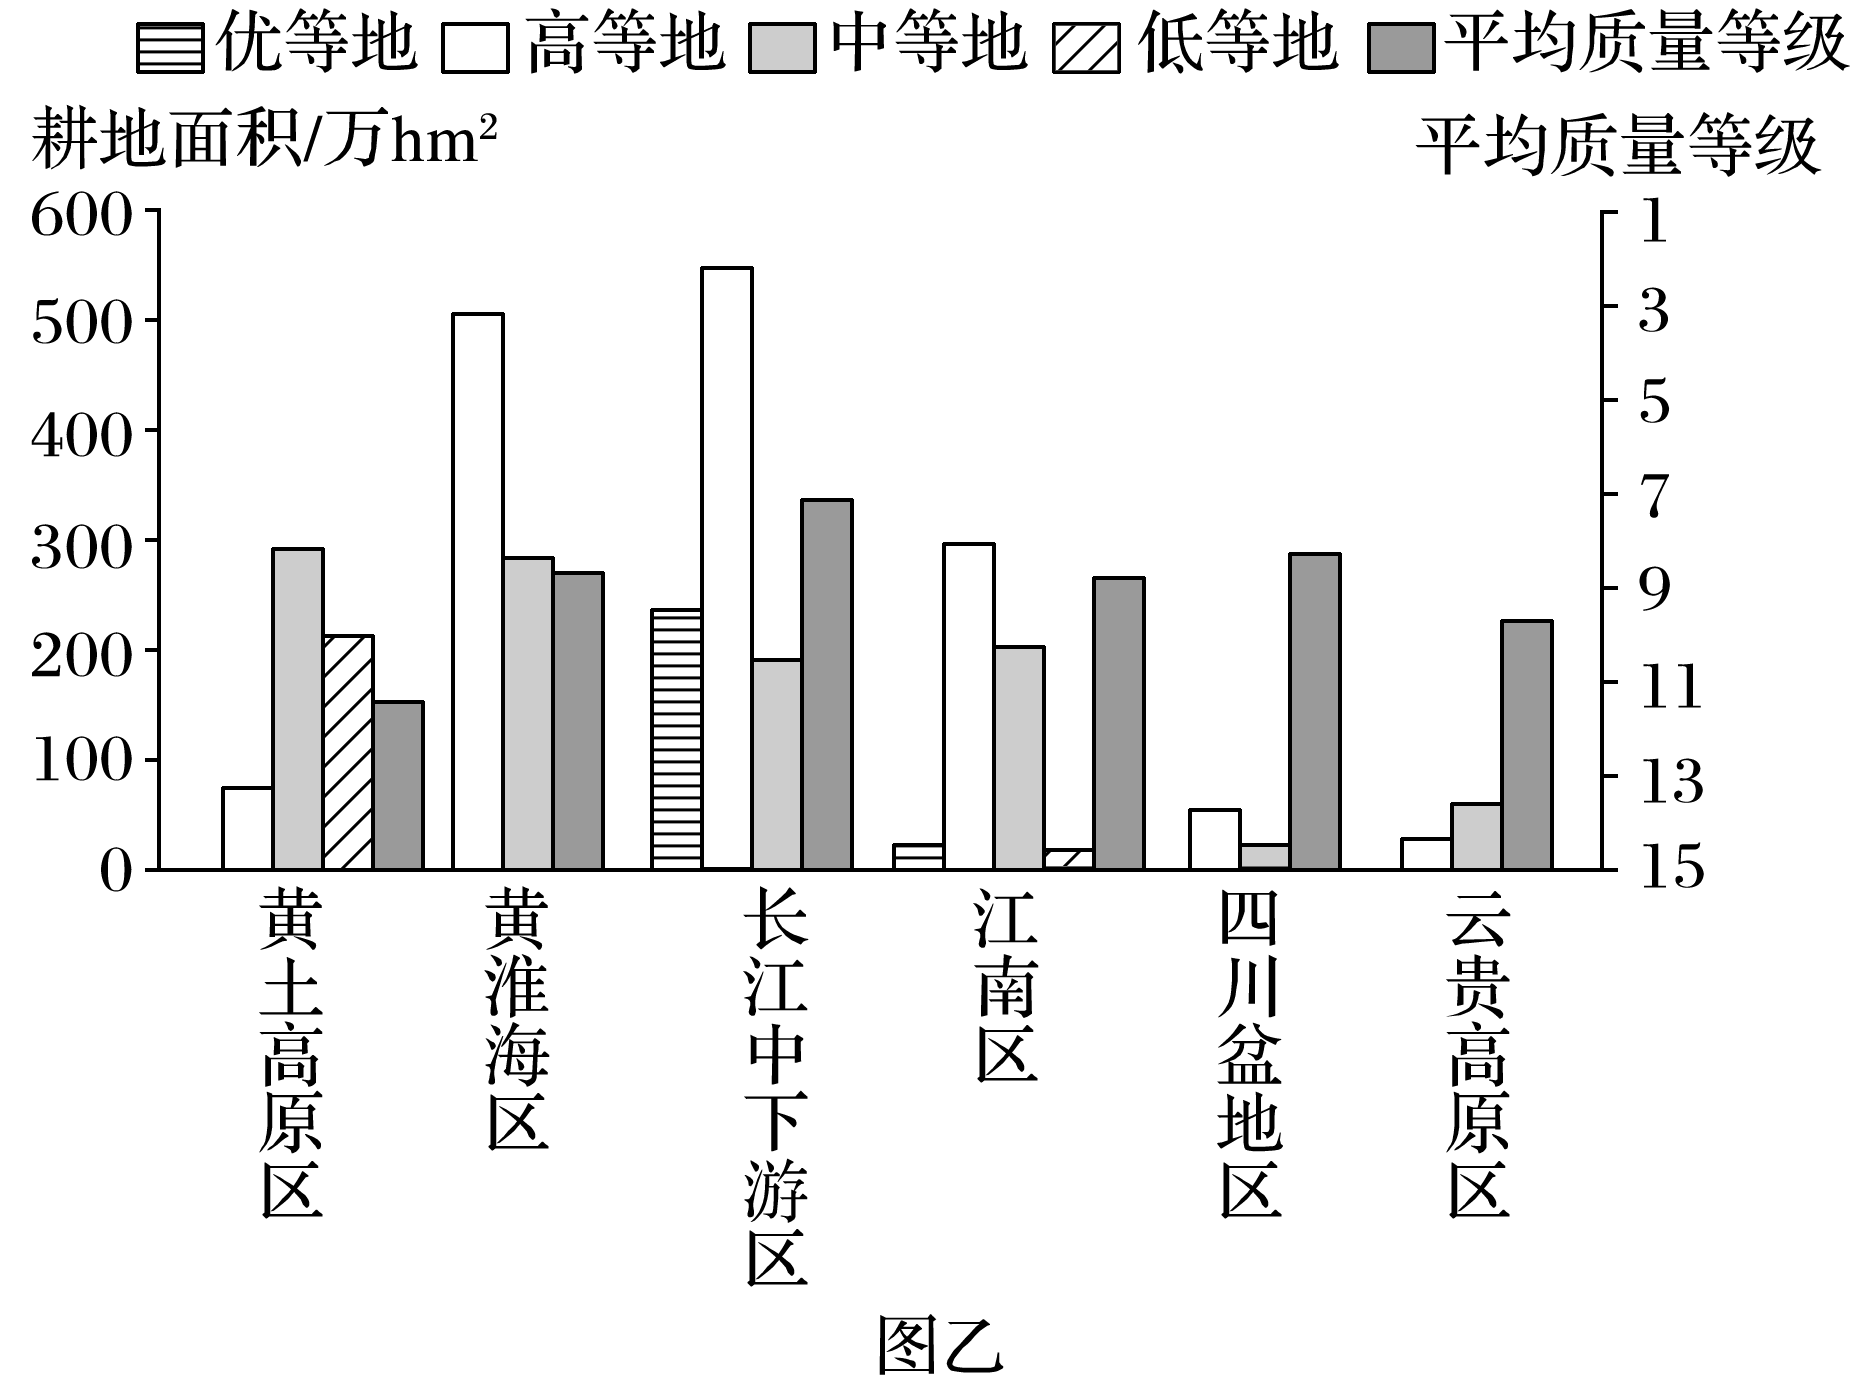 优等地 高等地 中等地 低等地 平均质量等级
耕地面积/万hm² 平均质量等级
600 1
500 3
400 5
300 7
200 9
100 11
0 13
15
黄土高原区 黄淮海区 长江中下游区 江南区 四川盆地区 云贵高原区
图乙